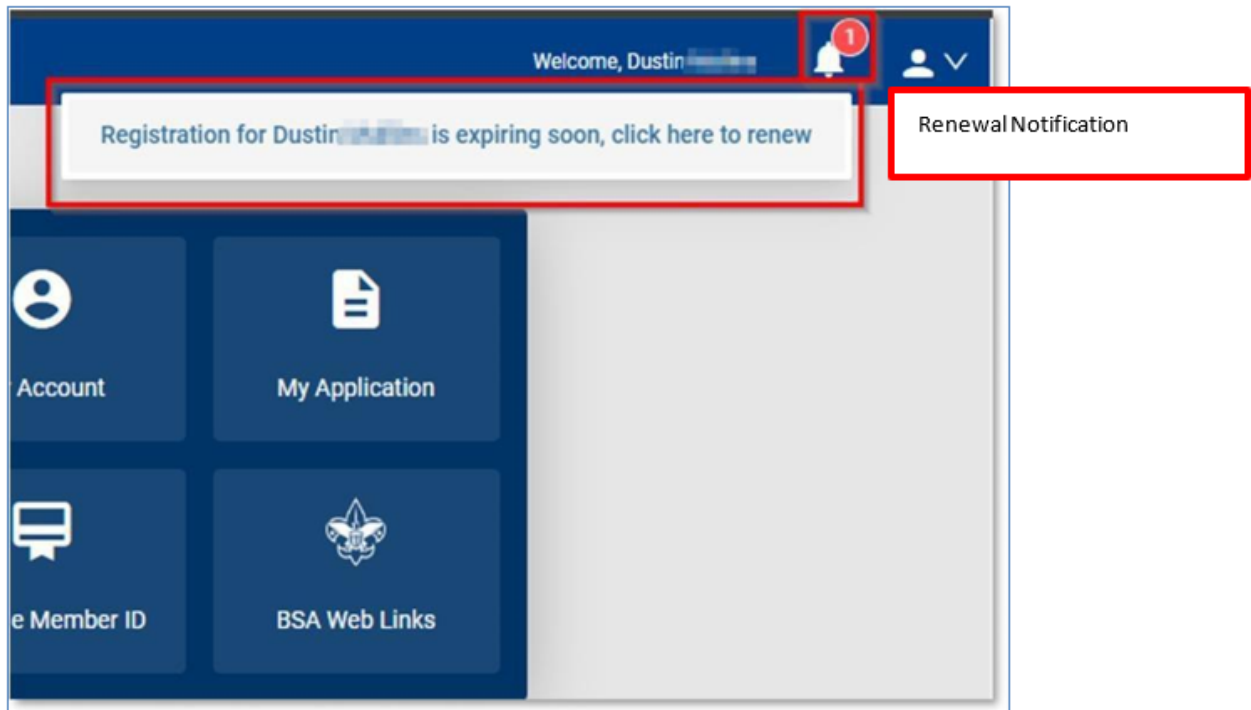 Welcome, Dustin
1
Registration for Dustin is expiring soon, click here to renew
Renewal Notification
Account
My Application
e Member ID
BSA Web Links